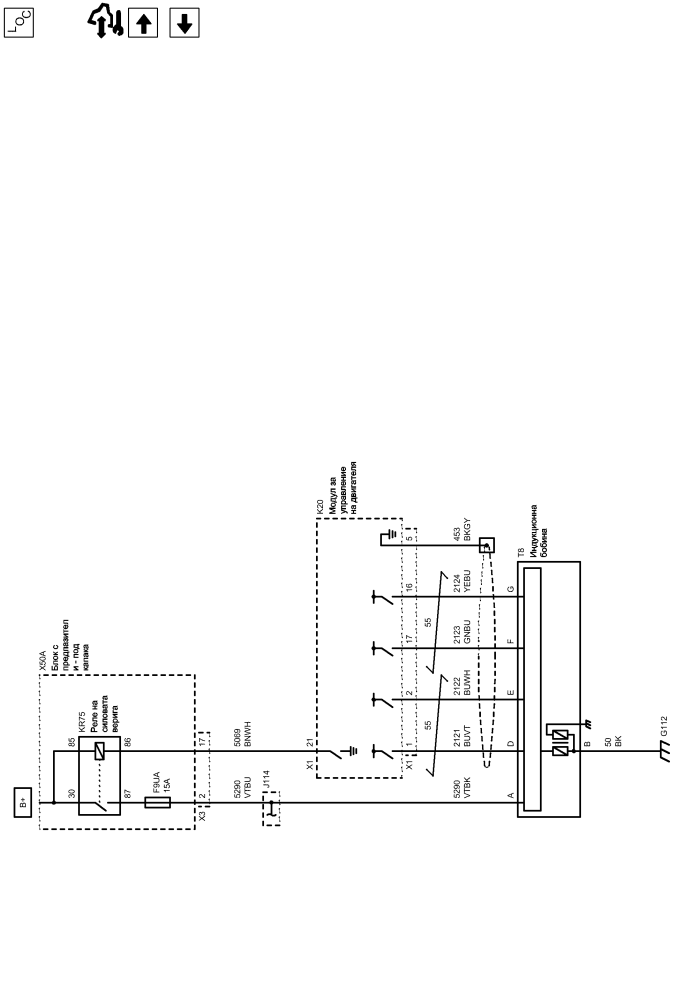 LOC
B+
X50A
Блок с
предпазител
и - под
капака
KR75
Реле на
силовата
верига
85
86
30
87
F9UA
15A
X3
2
17
5290
VTBU
5069
BNWH
J114
X1
21
K20
Модул за
управление
на двигателя
X1
1
2
17
16
5
55
55
5290
VTBK
2121
BUVT
2122
BUWH
2123
GNBU
2124
YEBU
453
BKGY
A
D
E
F
G
T8
Индукционна
бобина
B
50
BK
G112